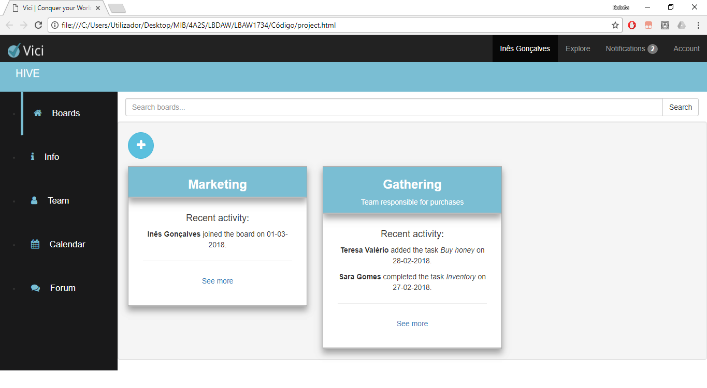 Vici | Conquer your Work
file:///C:/Users/Utilizador/Desktop/MIB/4A2S/LBDAW/LBAW1734/Código/project.html
Vici
Inês Gonçalves
Explore
Notifications 2
Account
HIVE
Boards
Info
Team
Calendar
Forum
Search boards...
Search
+
Marketing
Recent activity:
Inês Gonçalves joined the board on 01-03-
2018
See more
Gathering
Team responsible for purchases
Recent activity:
Teresa Valério added the task Buy honey on
28-02-2018.
Sara Gomes completed the task Inventory on
27-02-2018.
See more